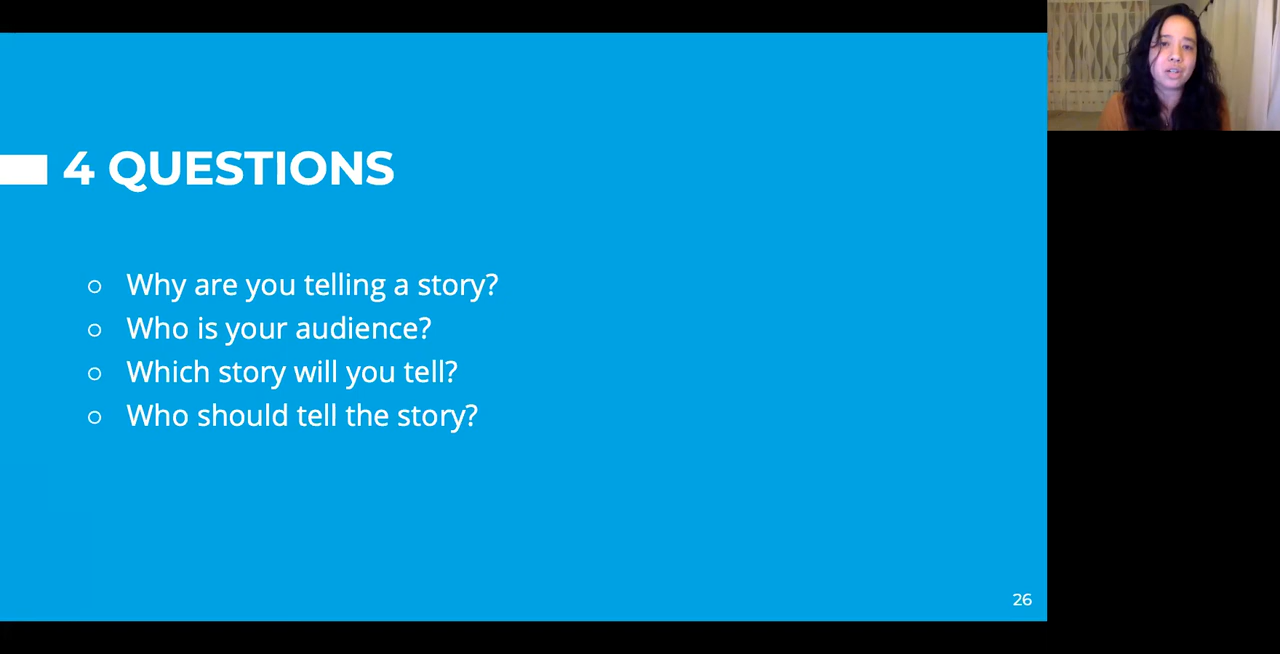 4 QUESTIONS
Why are you telling a story?
Who is your audience?
Which story will you tell?
Who should tell the story?
26